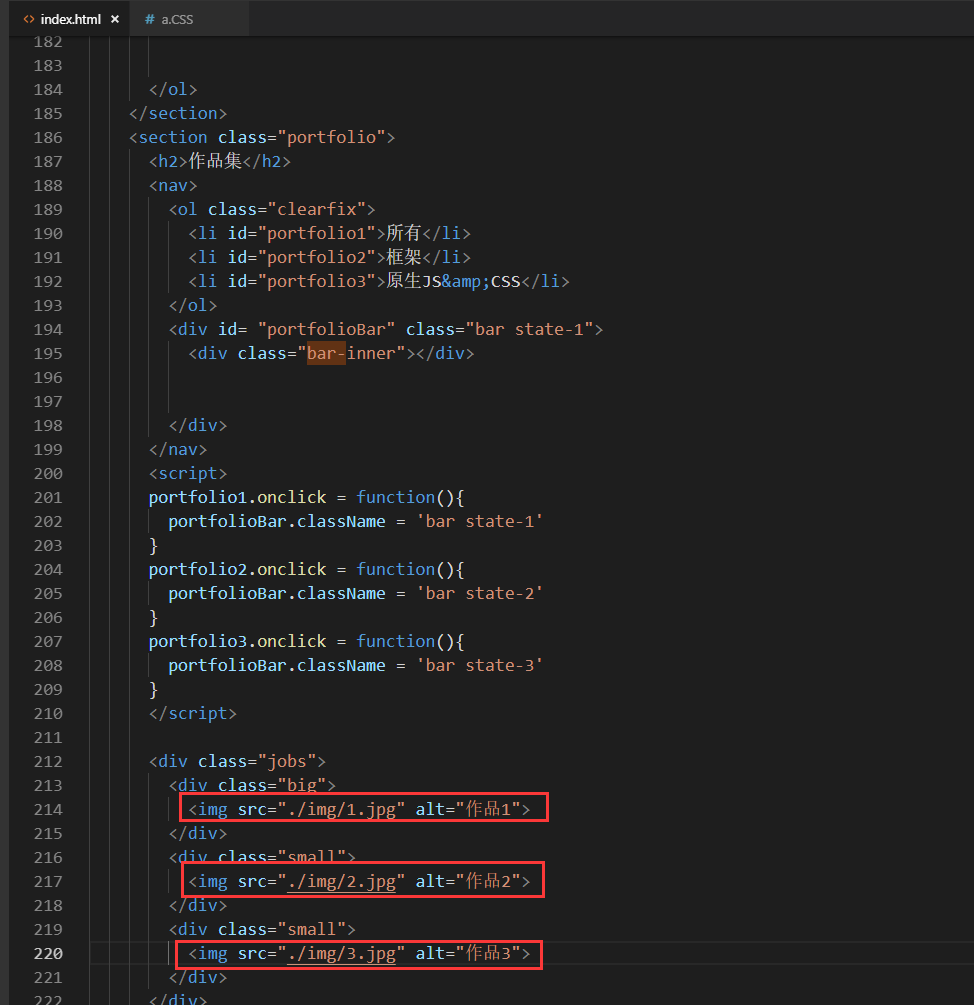 <> index.html ×
# a.CSS
182
183
184 </ol>
185 </section>
186 <section class="portfolio">
187 <h2>作品集</h2>
188 <nav>
189 <ol class="clearfix">
190 <li id="portfolio1">所有</li>
191 <li id="portfolio2">框架</li>
192 <li id="portfolio3">原生JS&amp;CSS</li>
193 </ol>
194 <div id= "portfolioBar" class="bar state-1">
195 <div class="bar-inner"></div>
196
197
198 </div>
199 </nav>
200 <script>
201 portfolio1.onclick = function(){
202 portfolioBar.className = 'bar state-1'
203 }
204 portfolio2.onclick = function(){
205 portfolioBar.className = 'bar state-2'
206 }
207 portfolio3.onclick = function(){
208 portfolioBar.className = 'bar state-3'
209 }
210 </script>
211
212 <div class="jobs">
213 <div class="big">
214 <img src="./img/1.jpg" alt="作品1">
215 </div>
216 <div class="small">
217 <img src="./img/2.jpg" alt="作品2">
218 </div>
219 <div class="small">
220 <img src="./img/3.jpg" alt="作品3">
221 </div>
222 </div>